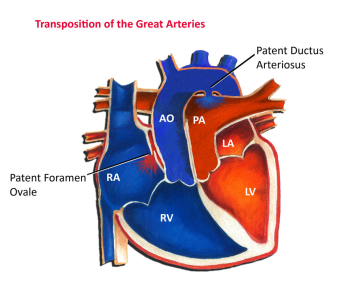 Transposition of the Great Arteries
Patent Ductus
Arteriosus
AO
PA
LA
Patent Foramen
Ovale
RA
LV
RV